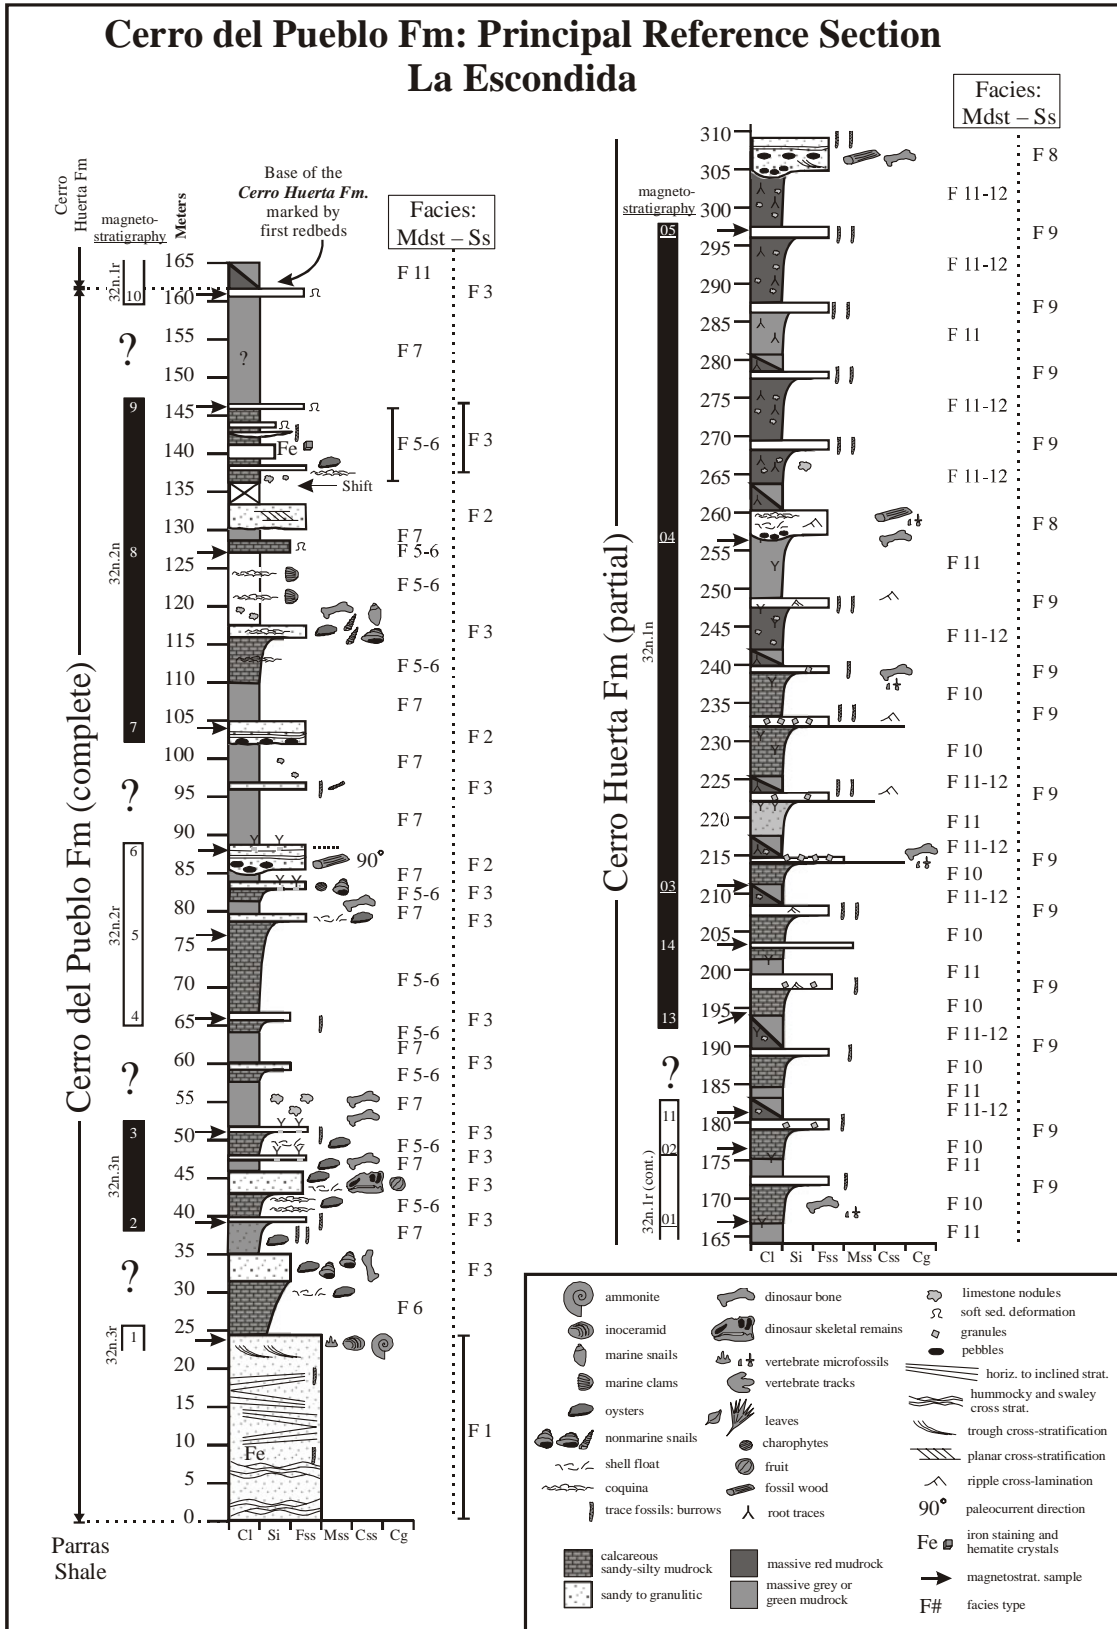 Cerro del Pueblo Fm: Principal Reference Section
La Escondida
Cerro
Huerta Fm
magneto-
stratigraphy
Meters
Base of the
Cerro Huerta Fm.
marked by
first redbeds
Facies:
Mdst – Ss
Cerro del Pueblo Fm (complete)
32n.1r
10
?
9
8
7
32n.2n
?
6
5
4
32n.2r
?
3
2
32n.3n
?
1
32n.3r
165
160
155
150
145
140
135
130
125
120
115
110
105
100
95
90
85
80
75
70
65
60
55
50
45
40
35
30
25
20
15
10
5
0
?
Fe
Shift
90°
Fe
F 11
F 7
F 5-6
F 7
F 5-6
F 5-6
F 5-6
F 7
F 7
F 7
F 7
F 5-6
F 7
F 5-6
F 5-6
F 7
F 5-6
F 7
F 5-6
F 7
F 5-6
F 7
F 6
F 3
F 3
F 2
F 3
F 2
F 3
F 2
F 3
F 3
F 3
F 3
F 3
F 3
F 3
F 3
F 3
F 1
Cl Si Fss Mss Css Cg
Parras
Shale
Facies:
Mdst – Ss
magneto-
stratigraphy
Cerro Huerta Fm (partial)
05
04
03
14
13
32n.1n
?
11
02
01
32n.1r (cont.)
310
305
300
295
290
285
280
275
270
265
260
255
250
245
240
235
230
225
220
215
210
205
200
195
190
185
180
175
170
165
F 11-12
F 11-12
F 11
F 11-12
F 11-12
F 11
F 11-12
F 10
F 10
F 11-12
F 11
F 11-12
F 10
F 11-12
F 10
F 11
F 10
F 11-12
F 10
F 11
F 11-12
F 10
F 11
F 10
F 11
F 8
F 9
F 9
F 9
F 9
F 8
F 9
F 9
F 9
F 9
F 9
F 9
F 9
F 9
F 9
F 9
Cl Si Fss Mss Css Cg
ammonite
inoceramid
marine snails
marine clams
oysters
nonmarine snails
shell float
coquina
trace fossils: burrows
dinosaur bone
dinosaur skeletal remains
vertebrate microfossils
vertebrate tracks
leaves
charophytes
fruit
fossil wood
root traces
limestone nodules
soft sed. deformation
granules
pebbles
horiz. to inclined strat.
hummocky and swaley
cross strat.
trough cross-stratification
planar cross-stratification
ripple cross-lamination
90° paleocurrent direction
Fe iron staining and
hematite crystals
magnetostrat. sample
F# facies type
calcareous
sandy-silty mudrock
sandy to granulitic
massive red mudrock
massive grey or
green mudrock